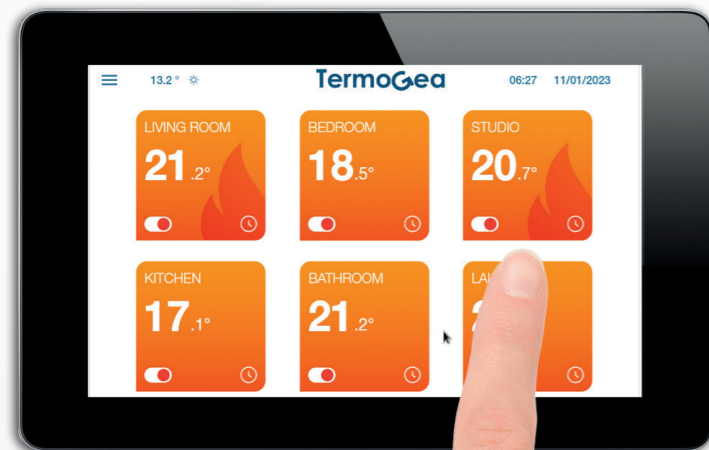 13.2 °
TermoGea
06:27 11/01/2023
LIVING ROOM
21.2°
BEDROOM
18.5°
STUDIO
20.7°
KITCHEN
17.1°
BATHROOM
21.2°